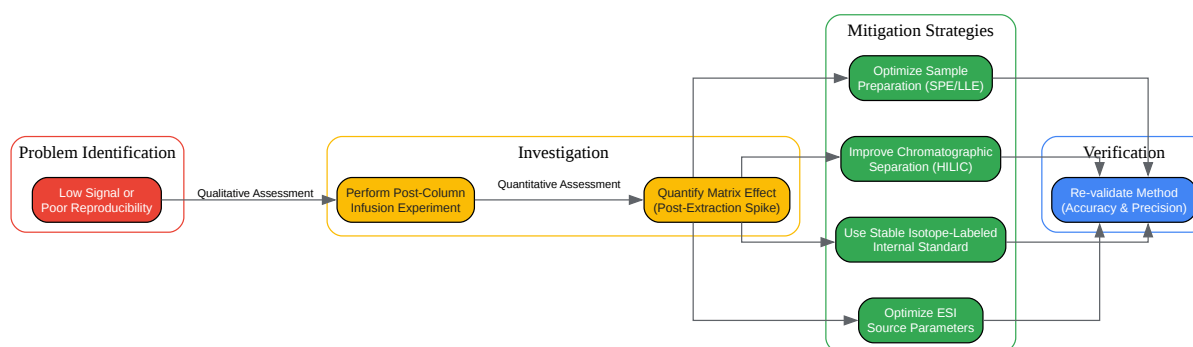 Problem Identification
Low Signal or
Poor Reproducibility
Qualitative Assessment
Investigation
Perform Post-Column
Infusion Experiment
Quantitative Assessment
Quantify Matrix Effect
(Post-Extraction Spike)
Mitigation Strategies
Optimize Sample
Preparation (SPE/LLE)
Improve Chromatographic
Separation (HILIC)
Use Stable Isotope-Labeled
Internal Standard
Optimize ESI
Source Parameters
Verification
Re-validate Method
(Accuracy & Precision)